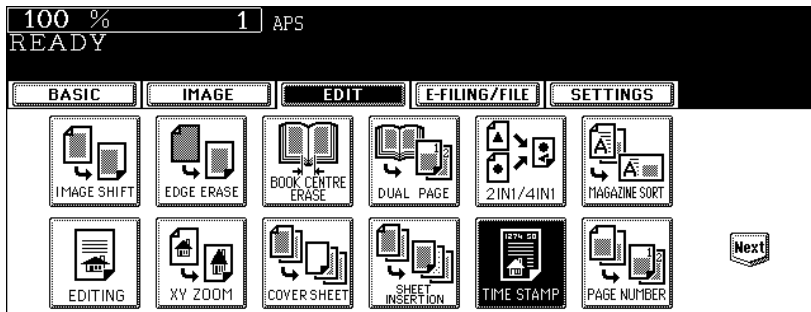 100 % 1 APS
READY
BASIC IMAGE EDIT E-FILING/FILE SETTINGS
IMAGE SHIFT EDGE ERASE BOOK CENTRE ERASE DUAL PAGE 2IN1/4IN1 MAGAZINE SORT
Next
EDITING XY ZOOM COVER SHEET SHEET INSERTION TIME STAMP PAGE NUMBER